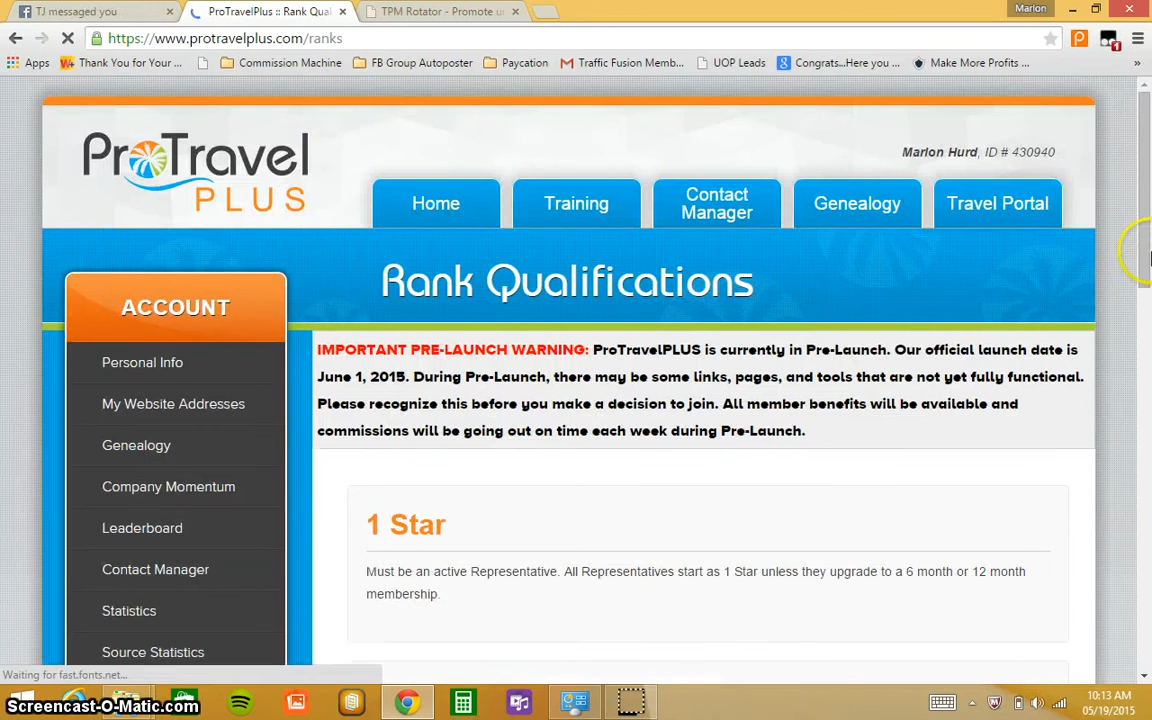 TJ messaged you
ProTravelPlus :: Rank Qual
TPM Rotator - Promote u
Marlon
https://www.protravelplus.com/ranks
Apps
Thank You for Your ...
Commission Machine
FB Group Autoposter
Paycation
Traffic Fusion Memb...
UOP Leads
Congrats...Here you ...
Make More Profits ...
»
ProTravel
PLUS
Marlon Hurd, ID # 430940
Home
Training
Contact
Manager
Genealogy
Travel Portal
Rank Qualifications
ACCOUNT
Personal Info
My Website Addresses
Genealogy
Company Momentum
Leaderboard
Contact Manager
Statistics
Source Statistics
IMPORTANT PRE-LAUNCH WARNING: ProTravelPLUS is currently in Pre-Launch. Our official launch date is
June 1, 2015. During Pre-Launch, there may be some links, pages, and tools that are not yet fully functional.
Please recognize this before you make a decision to join. All member benefits will be available and
commissions will be going out on time each week during Pre-Launch.
1 Star
Must be an active Representative. All Representatives start as 1 Star unless they upgrade to a 6 month or 12 month
membership.
Waiting for fast.fonts.net...
Screencast-O-Matic.com
10:13 AM
05/19/2015